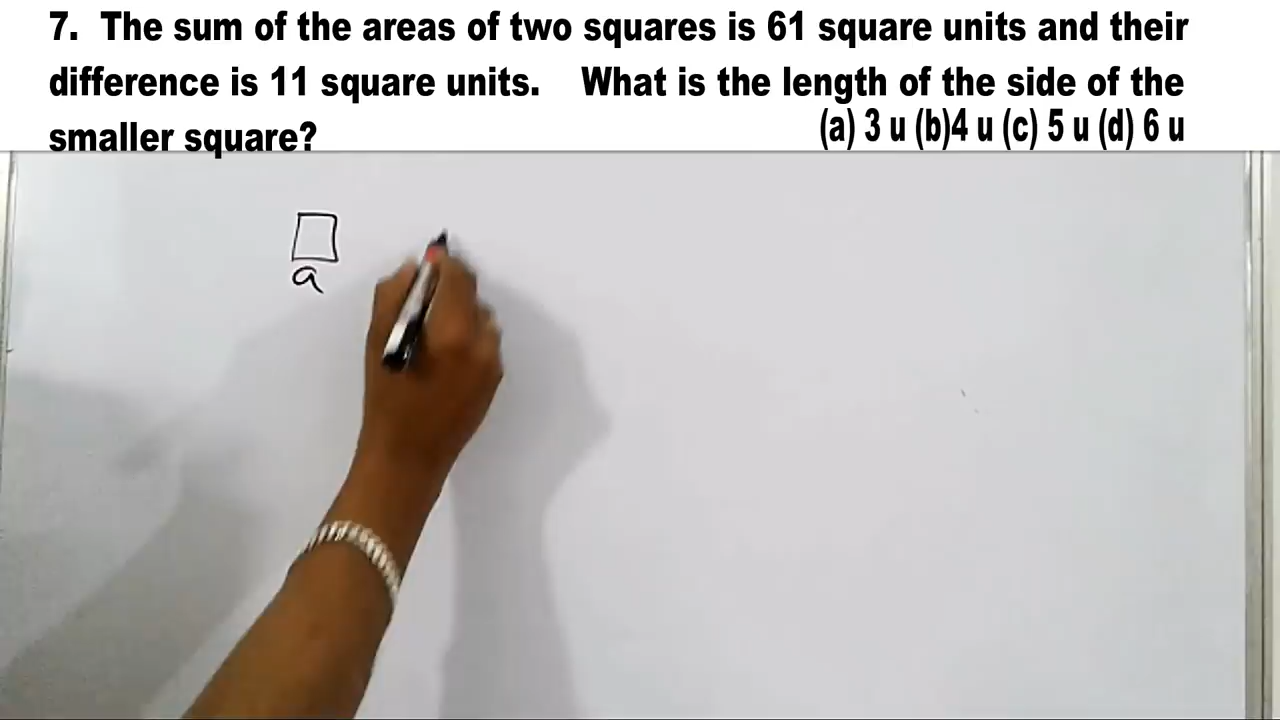 7. The sum of the areas of two squares is 61 square units and their
difference is 11 square units. What is the length of the side of the
smaller square? (a) 3 u (b)4 u (c) 5 u (d) 6 u
a